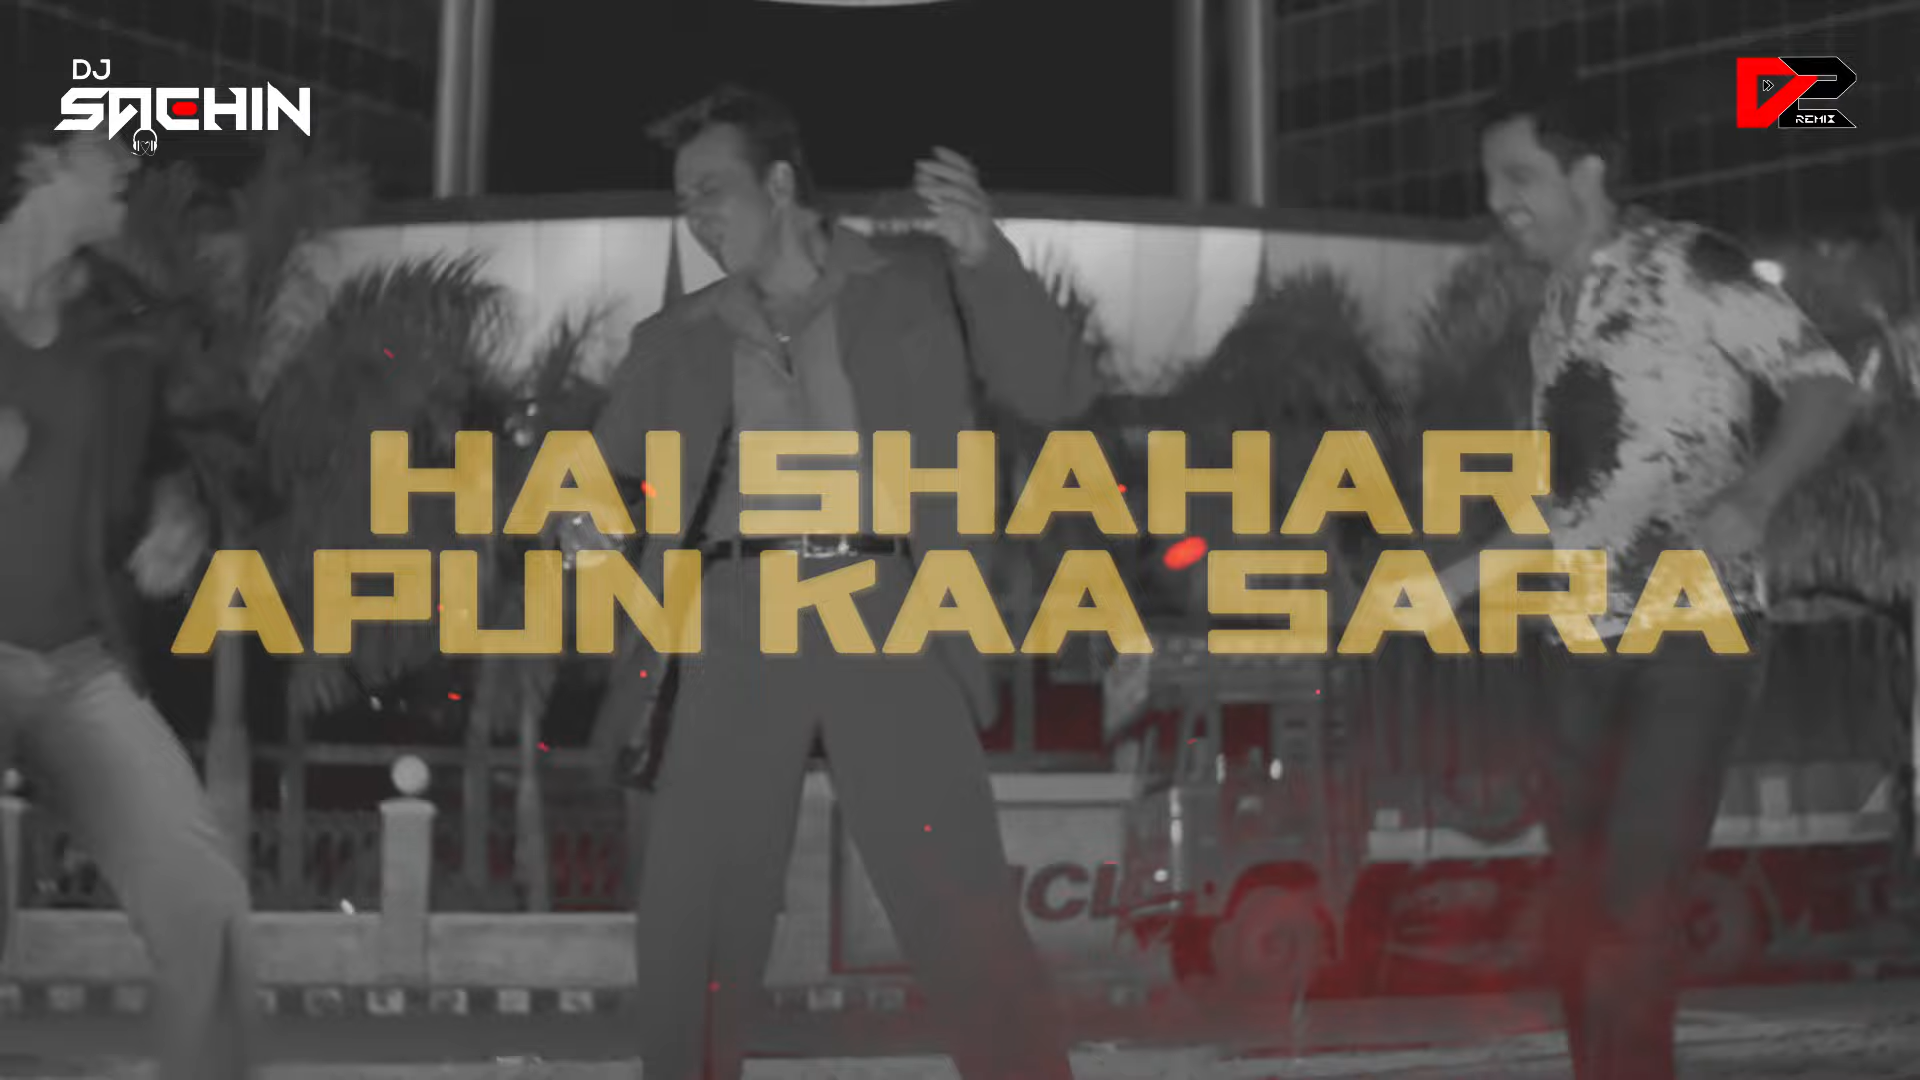 DJ
SACHIN
REMIX
HAI SHAHAR
APUN KAA SARA